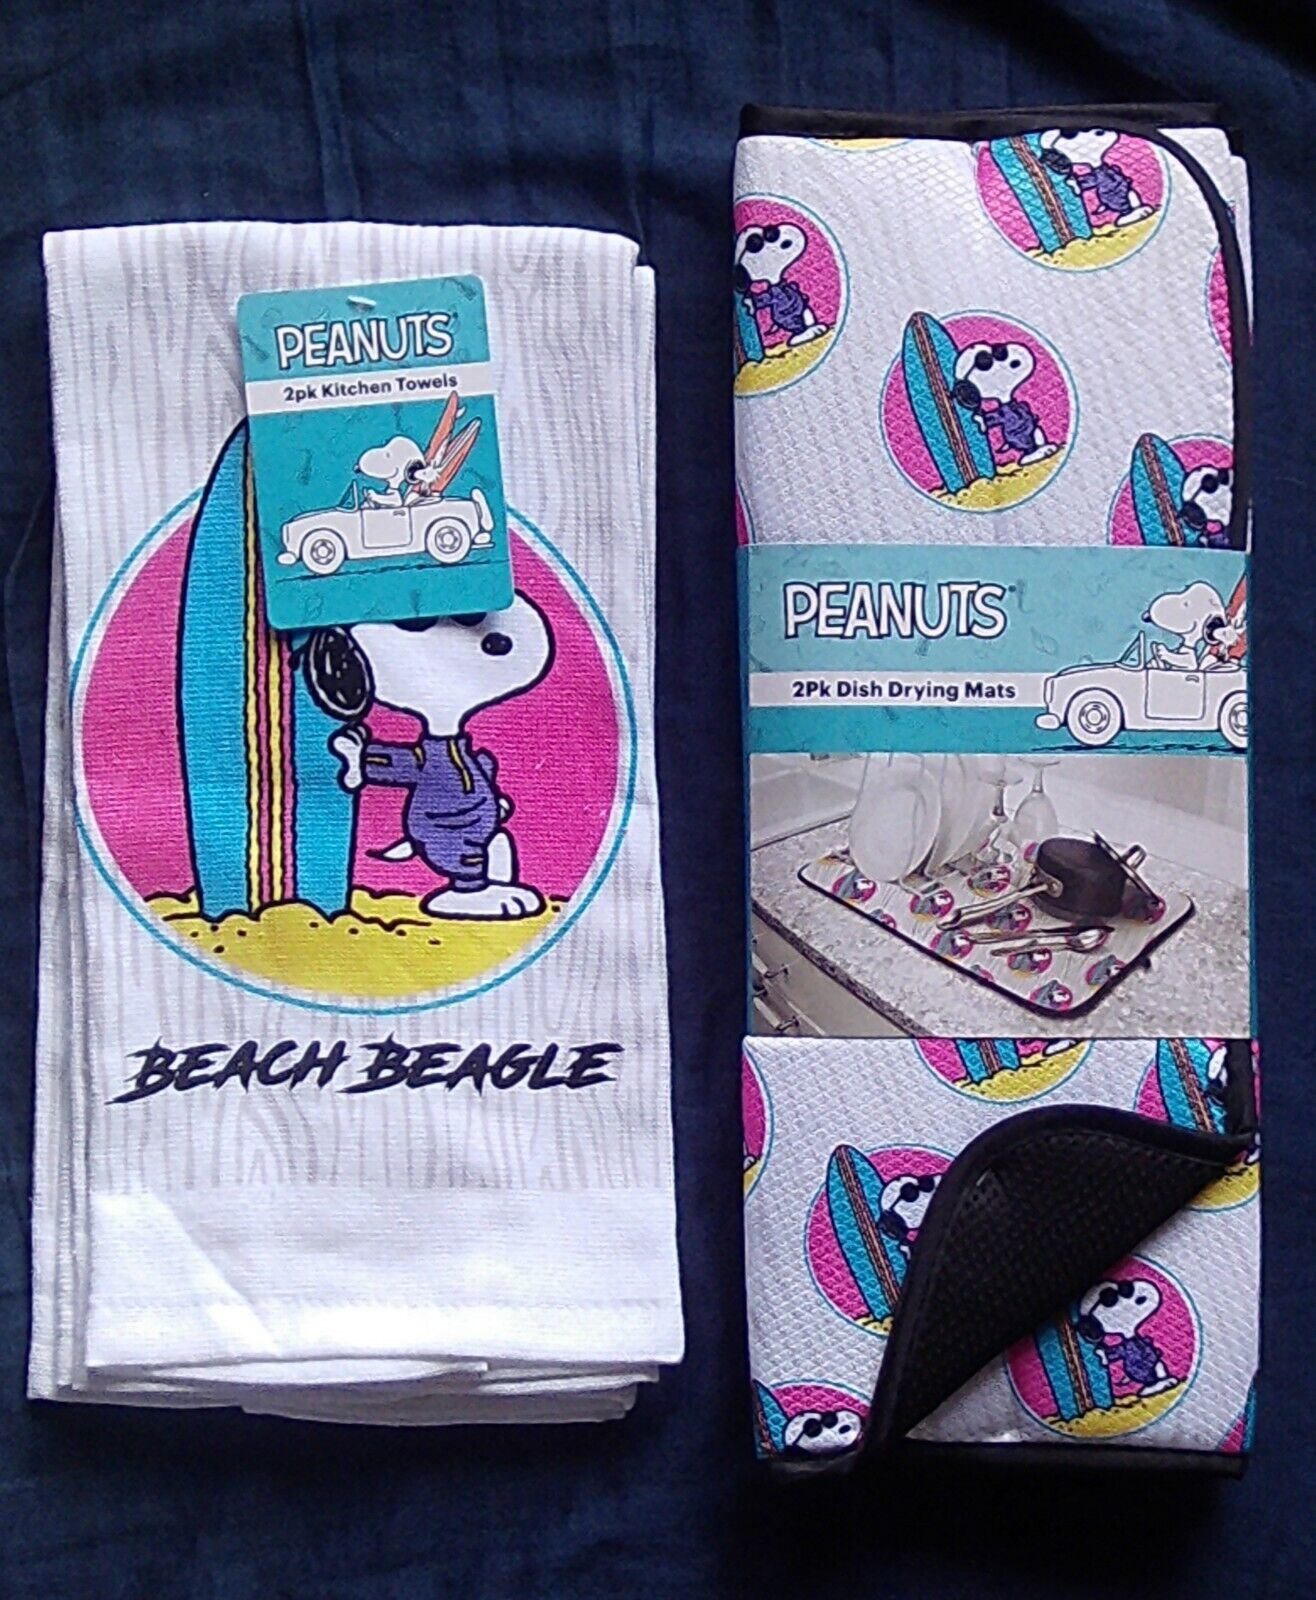 PEANUTS
2pk Kitchen Towels
BEACH BEAGLE
PEANUTS
2Pk Dish Drying Mats